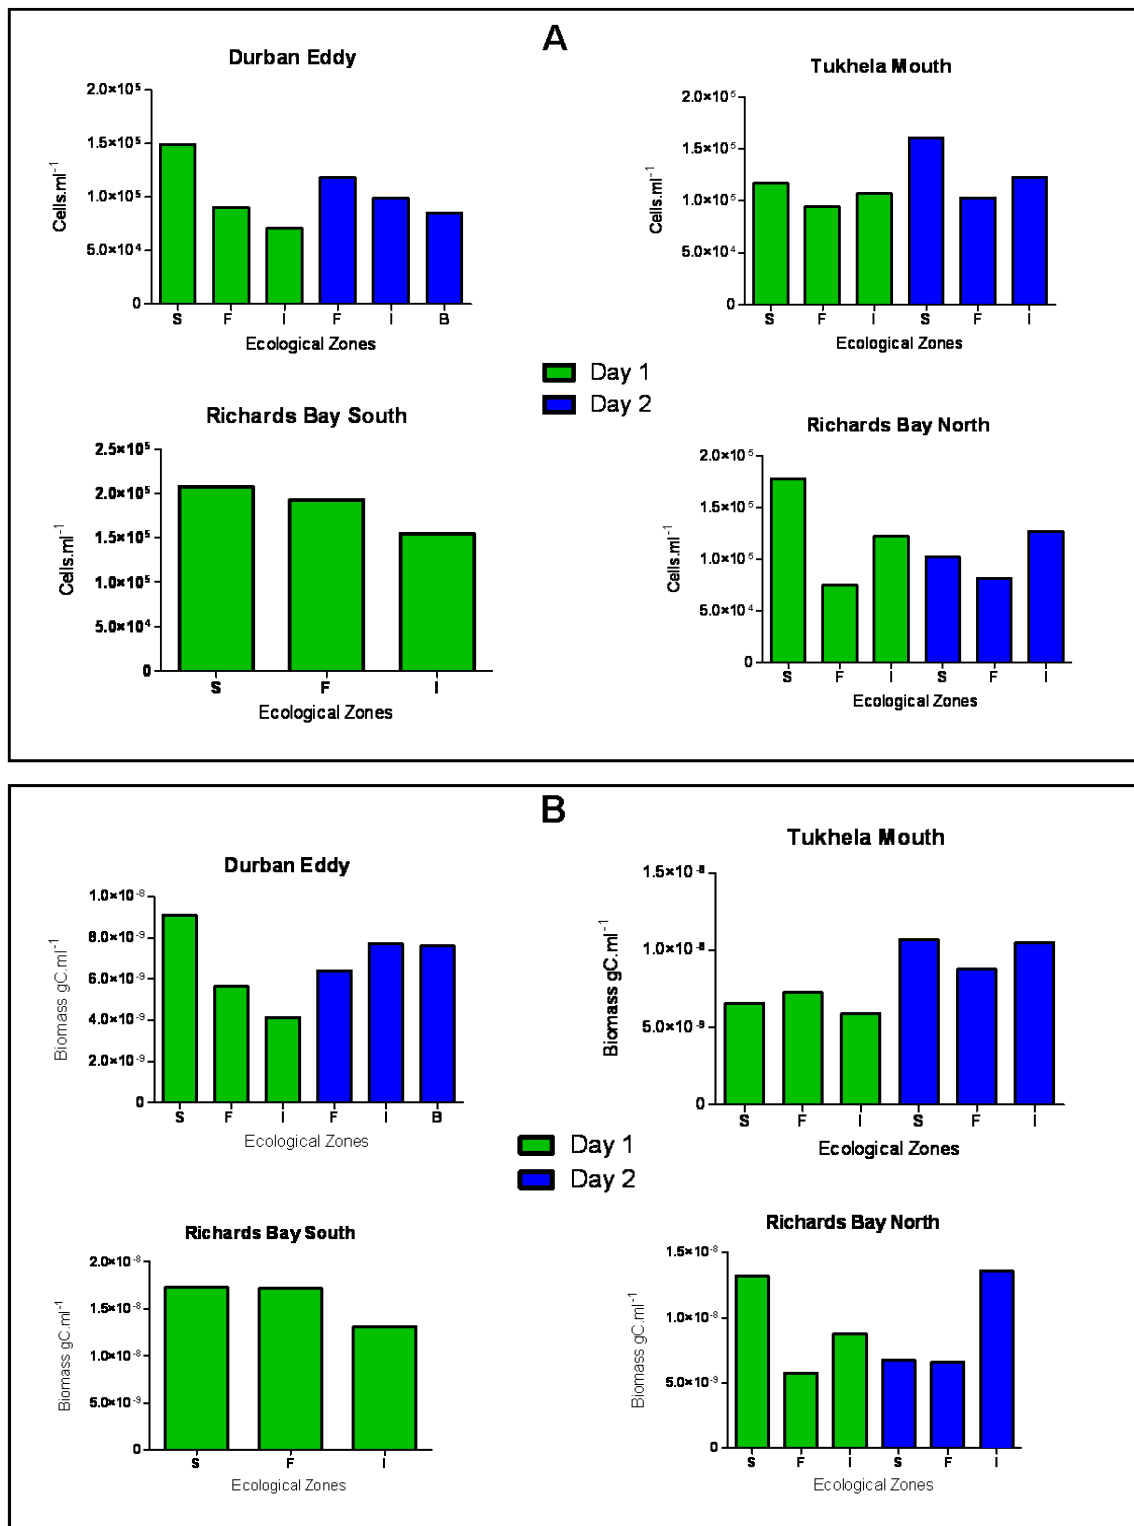 A
Durban Eddy
2.0×10⁵
1.5×10⁵
1.0×10⁵
5.0×10⁴
0
Cells.ml⁻¹
S F I F I B
Ecological Zones
Tukhela Mouth
2.0×10⁵
1.5×10⁵
1.0×10⁵
5.0×10⁴
0
Cells.ml⁻¹
S F I S F I
Ecological Zones
Day 1
Day 2
Richards Bay South
2.5×10⁵
2.0×10⁵
1.5×10⁵
1.0×10⁵
5.0×10⁴
0
Cells.ml⁻¹
S F I
Ecological Zones
Richards Bay North
2.0×10⁵
1.5×10⁵
1.0×10⁵
5.0×10⁴
0
Cells.ml⁻¹
S F I S F I
Ecological Zones
B
Durban Eddy
1.0×10⁻⁸
8.0×10⁻⁹
6.0×10⁻⁹
4.0×10⁻⁹
2.0×10⁻⁹
0
Biomass gC.ml⁻¹
S F I F I B
Ecological Zones
Tukhela Mouth
1.5×10⁻⁸
1.0×10⁻⁸
5.0×10⁻⁹
0
Biomass gC.ml⁻¹
S F I S F I
Ecological Zones
Day 1
Day 2
Richards Bay South
2.0×10⁻⁸
1.5×10⁻⁸
1.0×10⁻⁸
5.0×10⁻⁹
0
Biomass gC.ml⁻¹
S F I
Ecological Zones
Richards Bay North
1.5×10⁻⁸
1.0×10⁻⁸
5.0×10⁻⁹
0
Biomass gC.ml⁻¹
S F I S F I
Ecological Zones